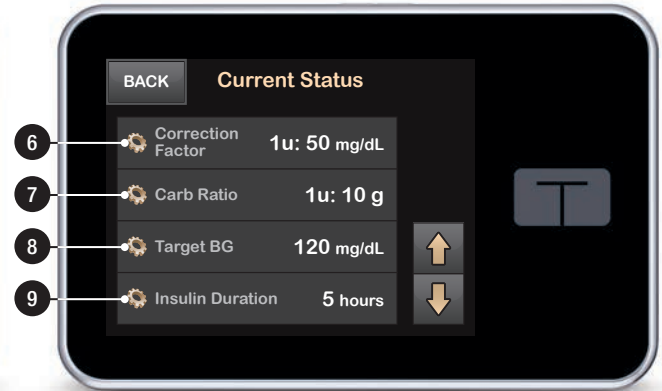 BACK
Current Status
6
Correction
Factor
1u: 50 mg/dL
7
Carb Ratio
1u: 10 g
8
Target BG
120 mg/dL
9
Insulin Duration
5 hours